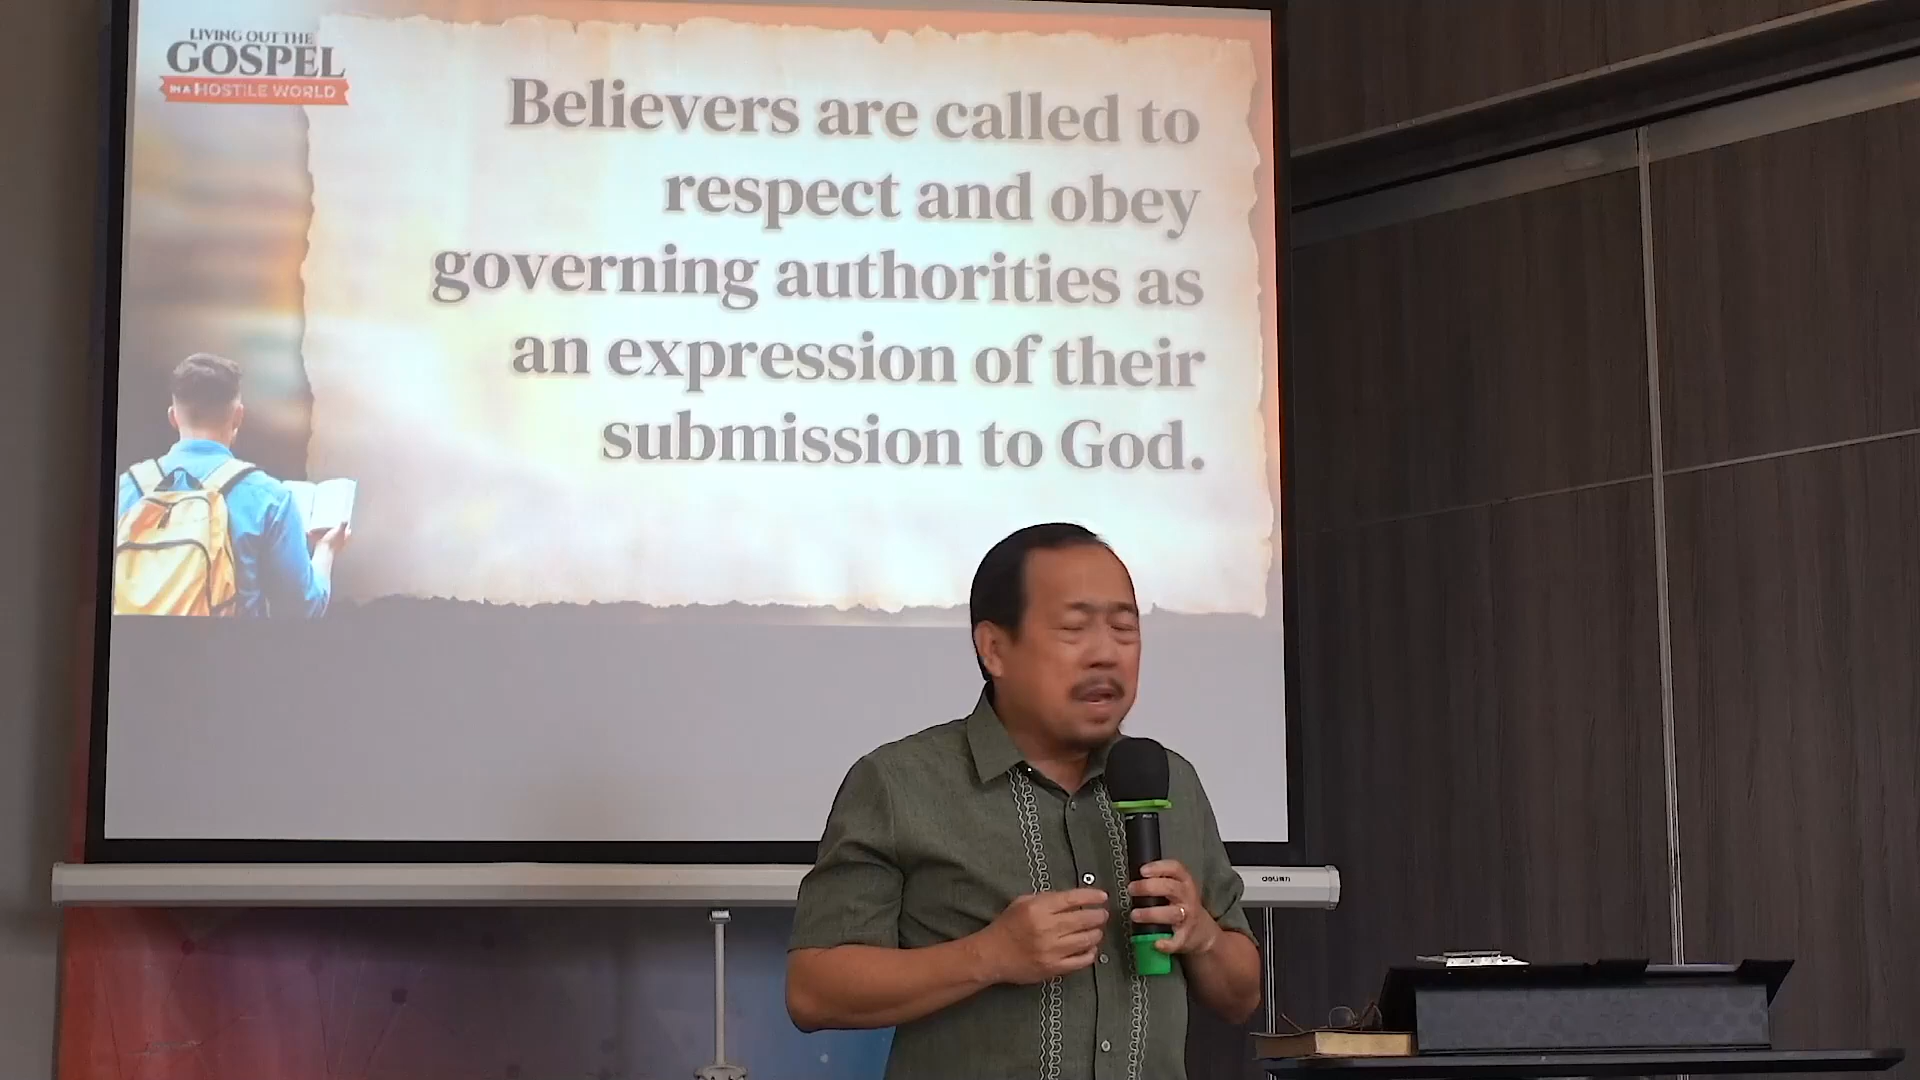 LIVING OUT THE
GOSPEL
IN A HOSTILE WORLD
Believers are called to
respect and obey
governing authorities as
an expression of their
submission to God.